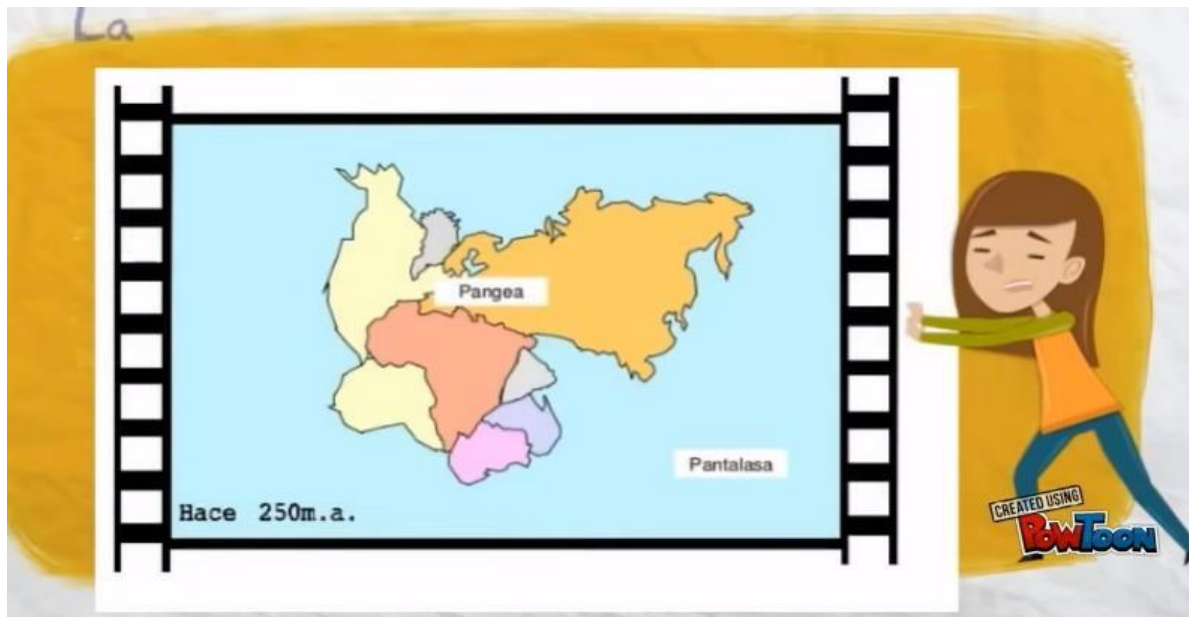 La
Pangea
Pantalasa
Hace 250m.a.
CREATED USING
POWTOON